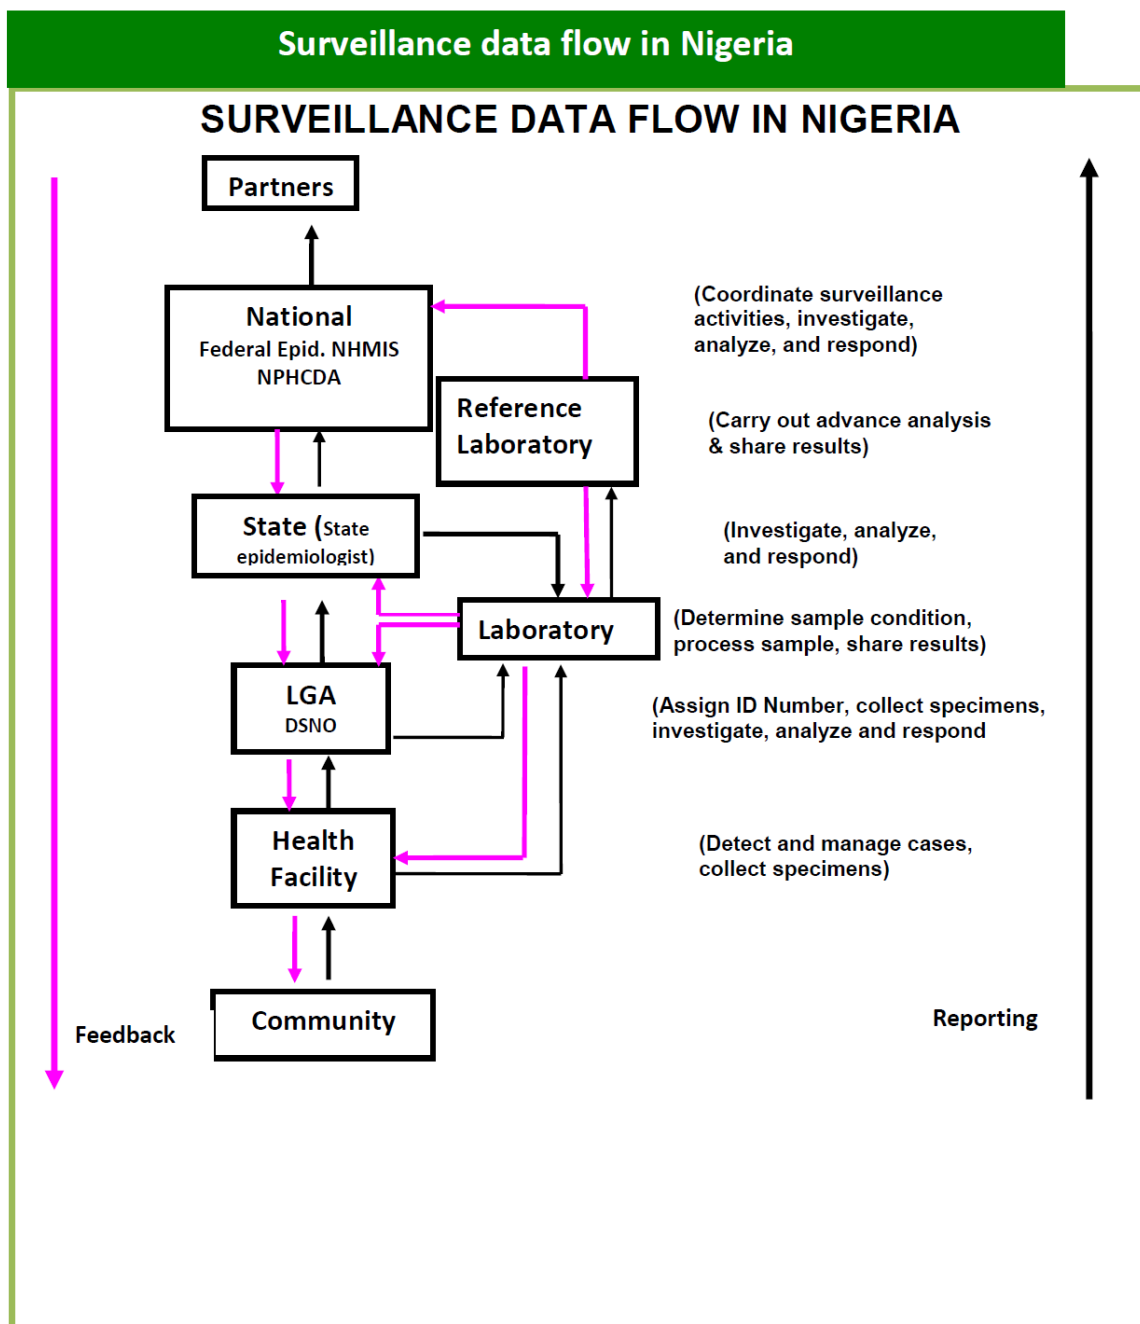 Surveillance data flow in Nigeria
SURVEILLANCE DATA FLOW IN NIGERIA
Partners
National
Federal Epid. NHMIS
NPHCDA
(Coordinate surveillance
activities, investigate,
analyze, and respond)
Reference
Laboratory
(Carry out advance analysis
& share results)
State (State
epidemiologist)
(Investigate, analyze,
and respond)
Laboratory
(Determine sample condition,
process sample, share results)
LGA
DSNO
(Assign ID Number, collect specimens,
investigate, analyze and respond
Health
Facility
(Detect and manage cases,
collect specimens)
Community
Feedback
Reporting